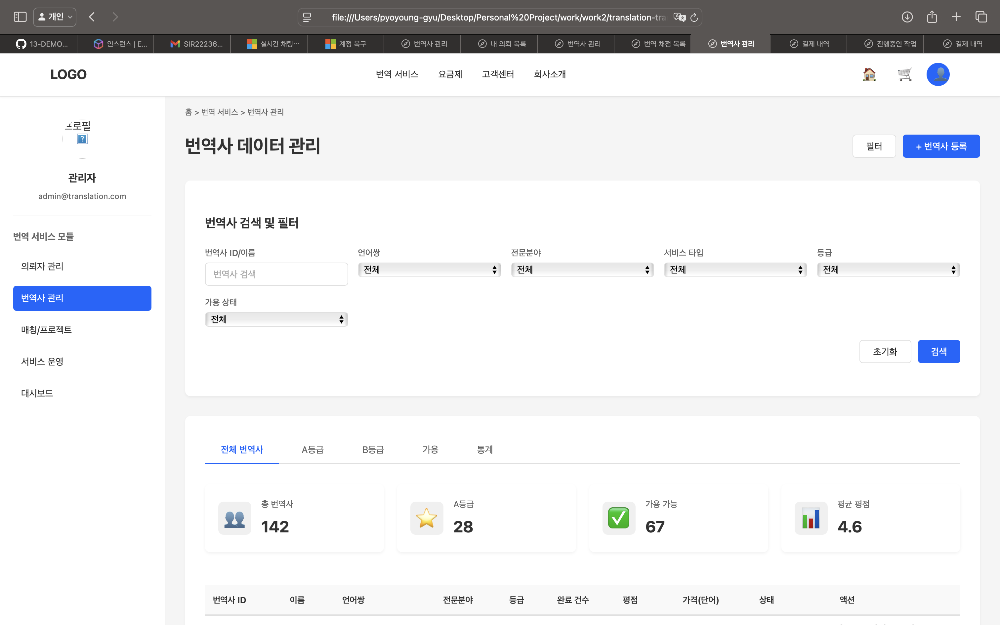 개인
file:///Users/pyoyoung-gyu/Desktop/Personal%20Project/work/work2/translation-tra
13-DEMO...
인스턴스 | E...
SIR22236...
실시간 채팅...
계정 복구
번역사 관리
내 의뢰 목록
번역사 관리
번역 채점 목록
번역사 관리
결제 내역
진행중인 작업
결제 내역
LOGO
번역 서비스
요금제
고객센터
회사소개
프로필
관리자
admin@translation.com
번역 서비스 모듈
의뢰자 관리
번역사 관리
매칭/프로젝트
서비스 운영
대시보드
홈 > 번역 서비스 > 번역사 관리
번역사 데이터 관리
필터
+ 번역사 등록
번역사 검색 및 필터
번역사 ID/이름
언어쌍
전문분야
서비스 타입
등급
번역사 검색
전체
전체
전체
전체
가용 상태
전체
초기화
검색
전체 번역사
A등급
B등급
가용
통계
총 번역사
142
A등급
28
가용 가능
67
평균 평점
4.6
번역사 ID
이름
언어쌍
전문분야
등급
완료 건수
평점
가격(단어)
상태
액션